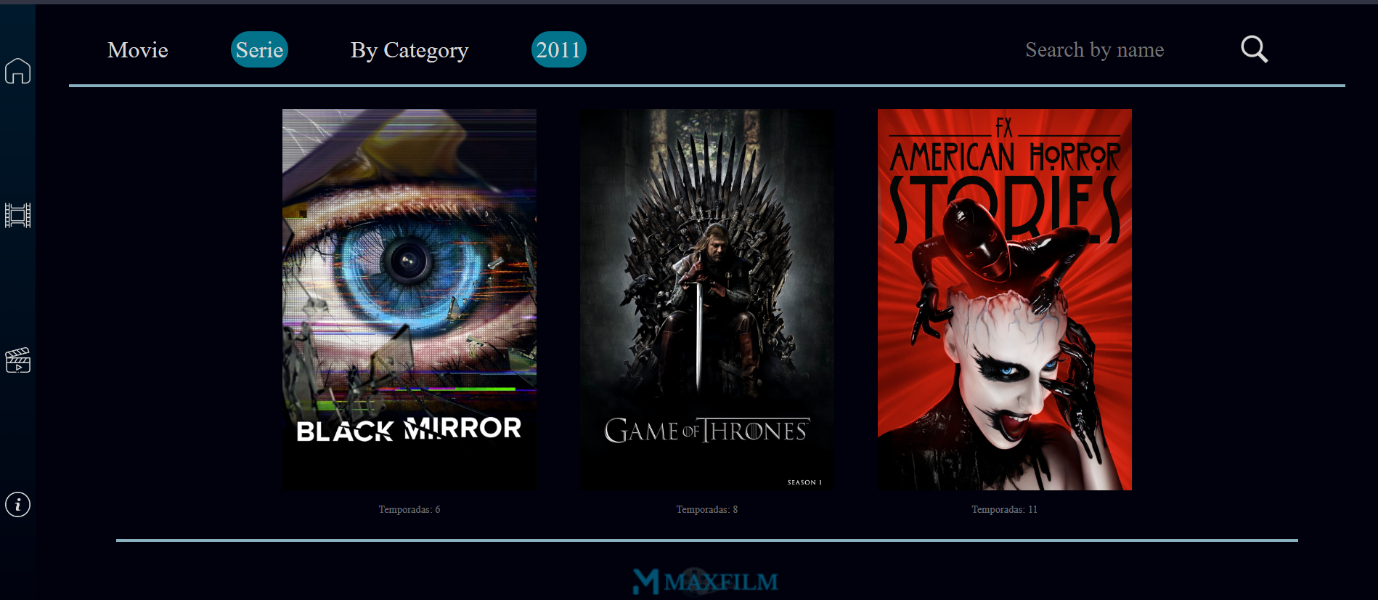 Movie Serie By Category 2011 Search by name
BLACK MIRROR
GAME OF THRONES
SEASON 1
FX
AMERICAN HORROR
STORIES
Temporadas: 6 Temporadas: 8 Temporadas: 11
MAXFILM